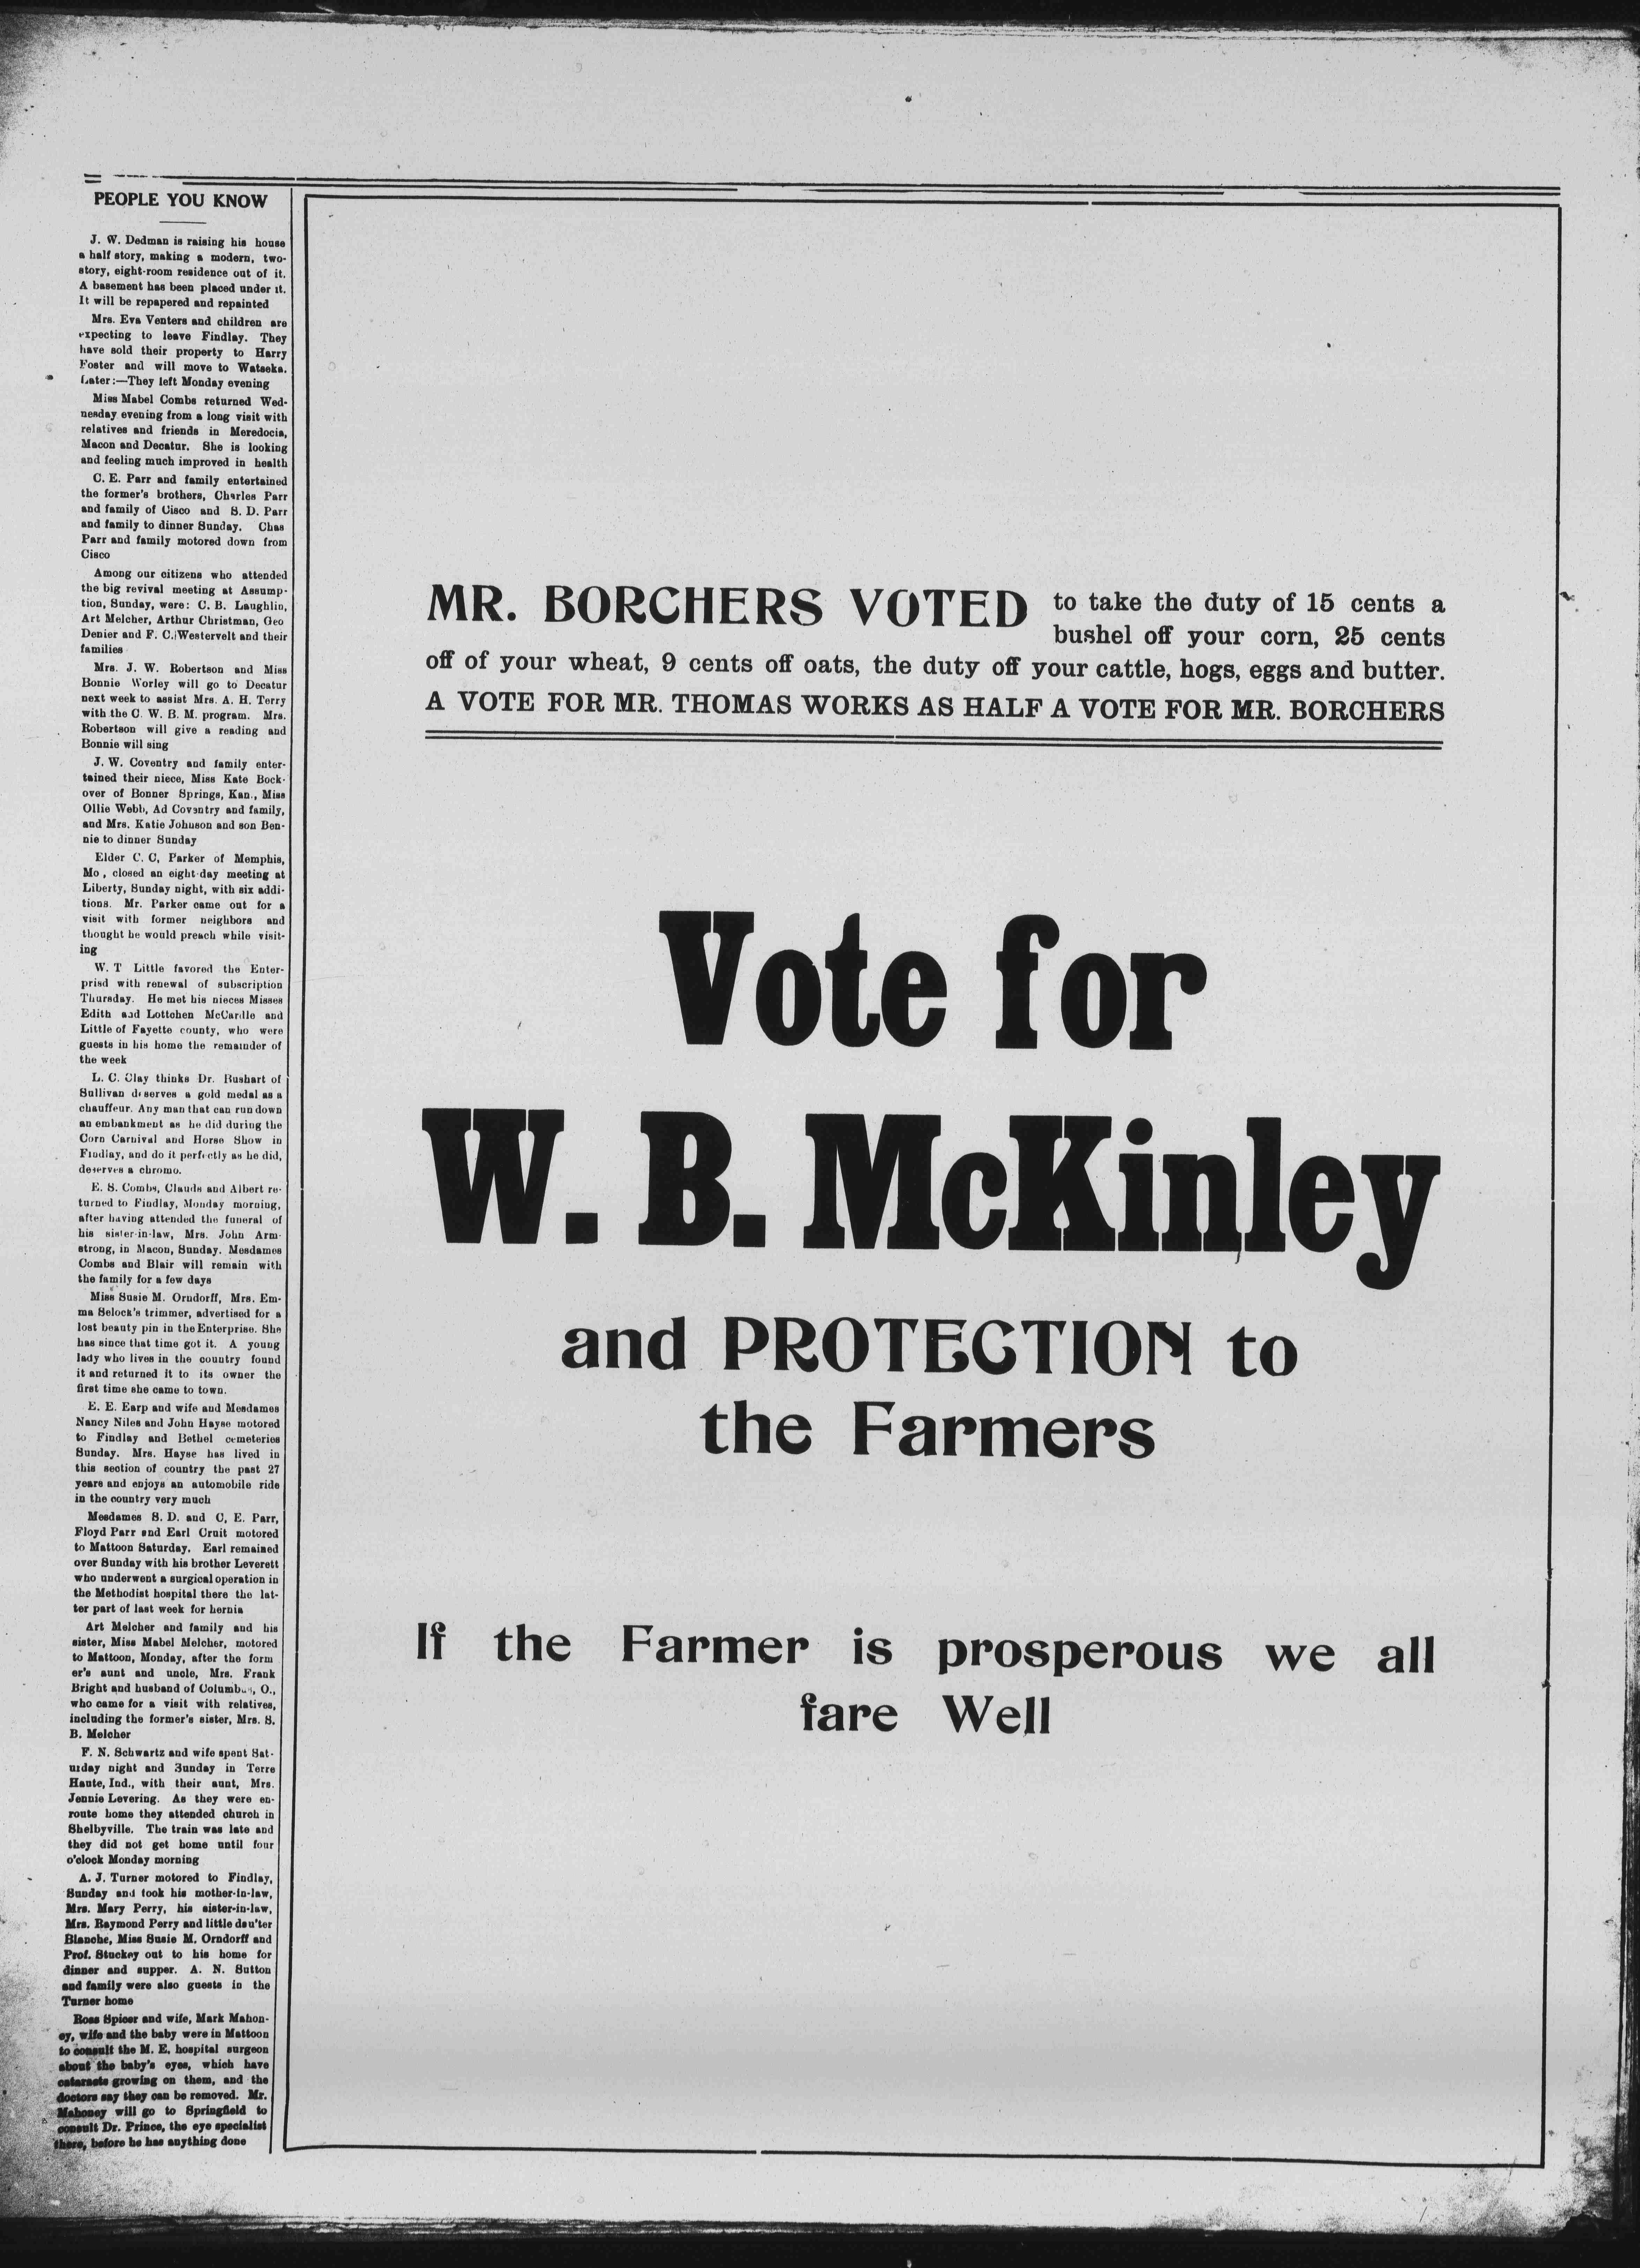 PEOPLE YOU KNOW
J. W. Dedman is raising his house
a half story, making a modern, two-
story, eight-room residence out of it.
A basement has been placed under it.
It will be repapered and repainted
Mrs. Eva Venters and children are
expecting to leave Findlay. They
have sold their property to Harry
Foster and will move to Watseka.
Later:—They left Monday evening
Miss Mabel Combs returned Wed-
nesday evening from a long visit with
relatives and friends in Meredocia,
Macon and Decatur. She is looking
and feeling much improved in health
C. E. Parr and family entertained
the former's brothers, Charles Parr
and family of Cisco and S. D. Parr
and family to dinner Sunday. Chas
Parr and family motored down from
Cisco
Among our citizens who attended
the big revival meeting at Assump-
tion, Sunday, were: C. B. Laughlin,
Art Melcher, Arthur Christman, Geo
Denier and F. C. Westervelt and their
families
Mrs. J. W. Robertson and Miss
Bonnie Worley will go to Decatur
next week to assist Mrs. A. H. Terry
with the C. W. B. M. program. Mrs.
Robertson will give a reading and
Bonnie will sing
J. W. Coventry and family enter-
tained their niece, Miss Kate Bock-
over of Bonner Springs, Kan., Miss
Ollie Webb, Ad Coventry and family,
and Mrs. Katie Johnson and son Ben-
nie to dinner Sunday
Elder C. C, Parker of Memphis,
Mo , closed an eight-day meeting at
Liberty, Sunday night, with six addi-
tions. Mr. Parker came out for a
visit with former neighbors and
thought he would preach while visit-
ing
W. T Little favored the Enter-
prisd with renewal of subscription
Thursday. He met his nieces Misses
Edith and Lottchen McCardle and
Little of Fayette county, who were
guests in his home the remainder of
the week
L. C. Clay thinks Dr. Bushart of
Sullivan deserves a gold medal as a
chauffeur. Any man that can run down
an embankment as he did during the
Corn Carnival and Horse Show in
Findlay, and do it perfectly as he did,
deserves a chromo.
E. S. Combs, Clauds and Albert re-
turned to Findlay, Monday morning,
after having attended the funeral of
his sister-in-law, Mrs. John Arm-
strong, in Macon, Sunday. Mesdames
Combs and Blair will remain with
the family for a few days
Miss Susie M. Orndorff, Mrs. Em-
ma Selock's trimmer, advertised for a
lost beauty pin in the Enterprise. She
has since that time got it. A young
lady who lives in the country found
it and returned it to its owner the
first time she came to town.
E. E. Earp and wife and Mesdames
Nancy Niles and John Hayse motored
to Findlay and Bethel cemeteries
Sunday. Mrs. Hayse has lived in
this section of country the past 27
years and enjoys an automobile ride
in the country very much
Mesdames S. D. and C, E. Parr,
Floyd Parr and Earl Cruit motored
to Mattoon Saturday. Earl remained
over Sunday with his brother Leverett
who underwent a surgical operation in
the Methodist hospital there the lat-
ter part of last week for hernia
Art Melcher and family and his
sister, Miss Mabel Melcher, motored
to Mattoon, Monday, after the form
er's aunt and uncle, Mrs. Frank
Bright and husband of Columbus, O.,
who came for a visit with relatives,
including the former's sister, Mrs. S.
B. Melcher
F. N. Schwartz and wife spent Sat-
urday night and Sunday in Terre
Haute, Ind., with their aunt, Mrs.
Jennie Levering. As they were en-
route home they attended church in
Shelbyville. The train was late and
they did not get home until four
o'clock Monday morning
A. J. Turner motored to Findlay,
Sunday and took his mother-in-law,
Mrs. Mary Perry, his sister-in-law,
Mrs. Raymond Perry and little dau'ter
Blanche, Miss Susie M. Orndorff and
Prof. Stuckey out to his home for
dinner and supper. A. N. Sutton
and family were also guests in the
Turner home
Ross Spicer and wife, Mark Mahon-
ey, wife and the baby were in Mattoon
to consult the M. E. hospital surgeon
about the baby's eyes, which have
cataracts growing on them, and the
doctors say they can be removed. Mr.
Mahoney will go to Springfield to
consult Dr. Prince, the eye specialist
there, before he has anything done
MR. BORCHERS VOTED to take the duty of 15 cents a
bushel off your corn, 25 cents
off of your wheat, 9 cents off oats, the duty off your cattle, hogs, eggs and butter.
A VOTE FOR MR. THOMAS WORKS AS HALF A VOTE FOR MR. BORCHERS
Vote for
W. B. McKinley
and PROTECTION to
the Farmers
If the Farmer is prosperous we all
fare Well